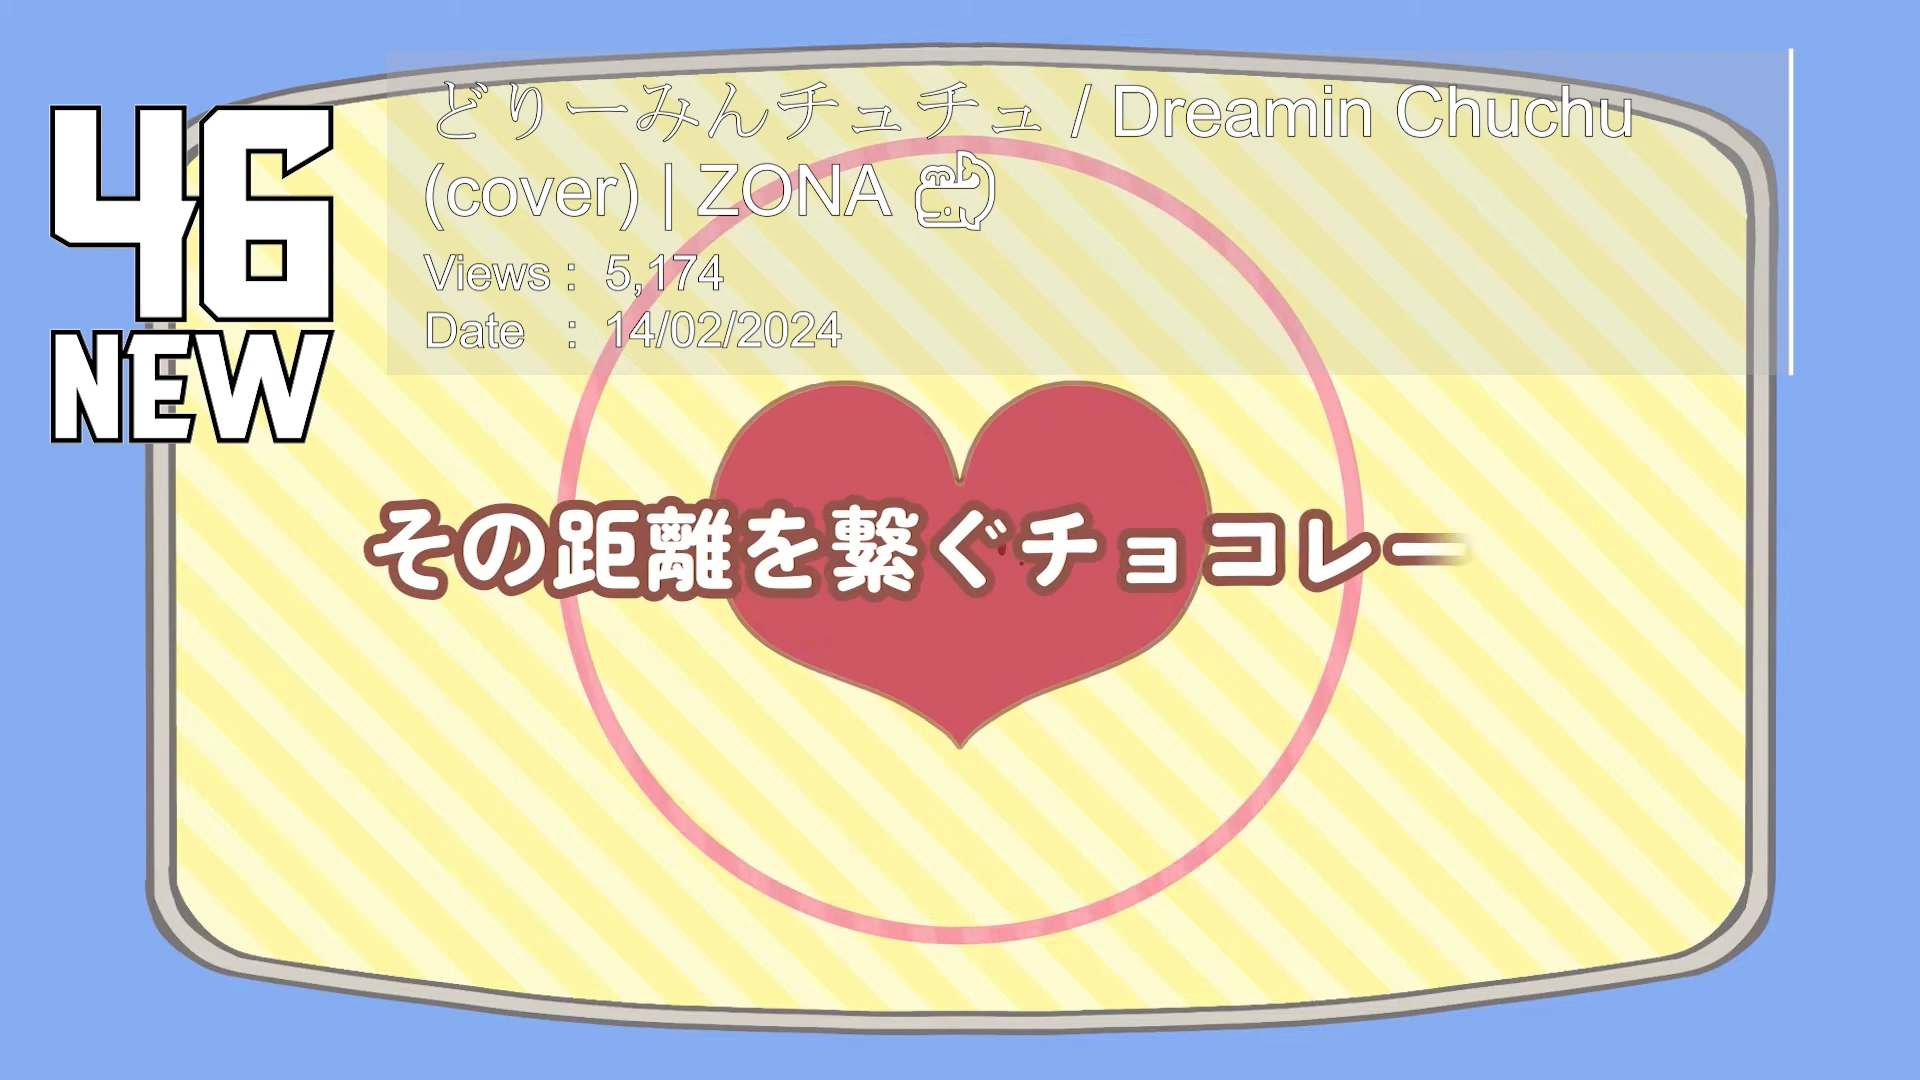 46
NEW
どりーみんチュチュ / Dreamin Chuchu
(cover) | ZONA
Views : 5,174
Date : 14/02/2024
その距離を繋ぐチョコレー